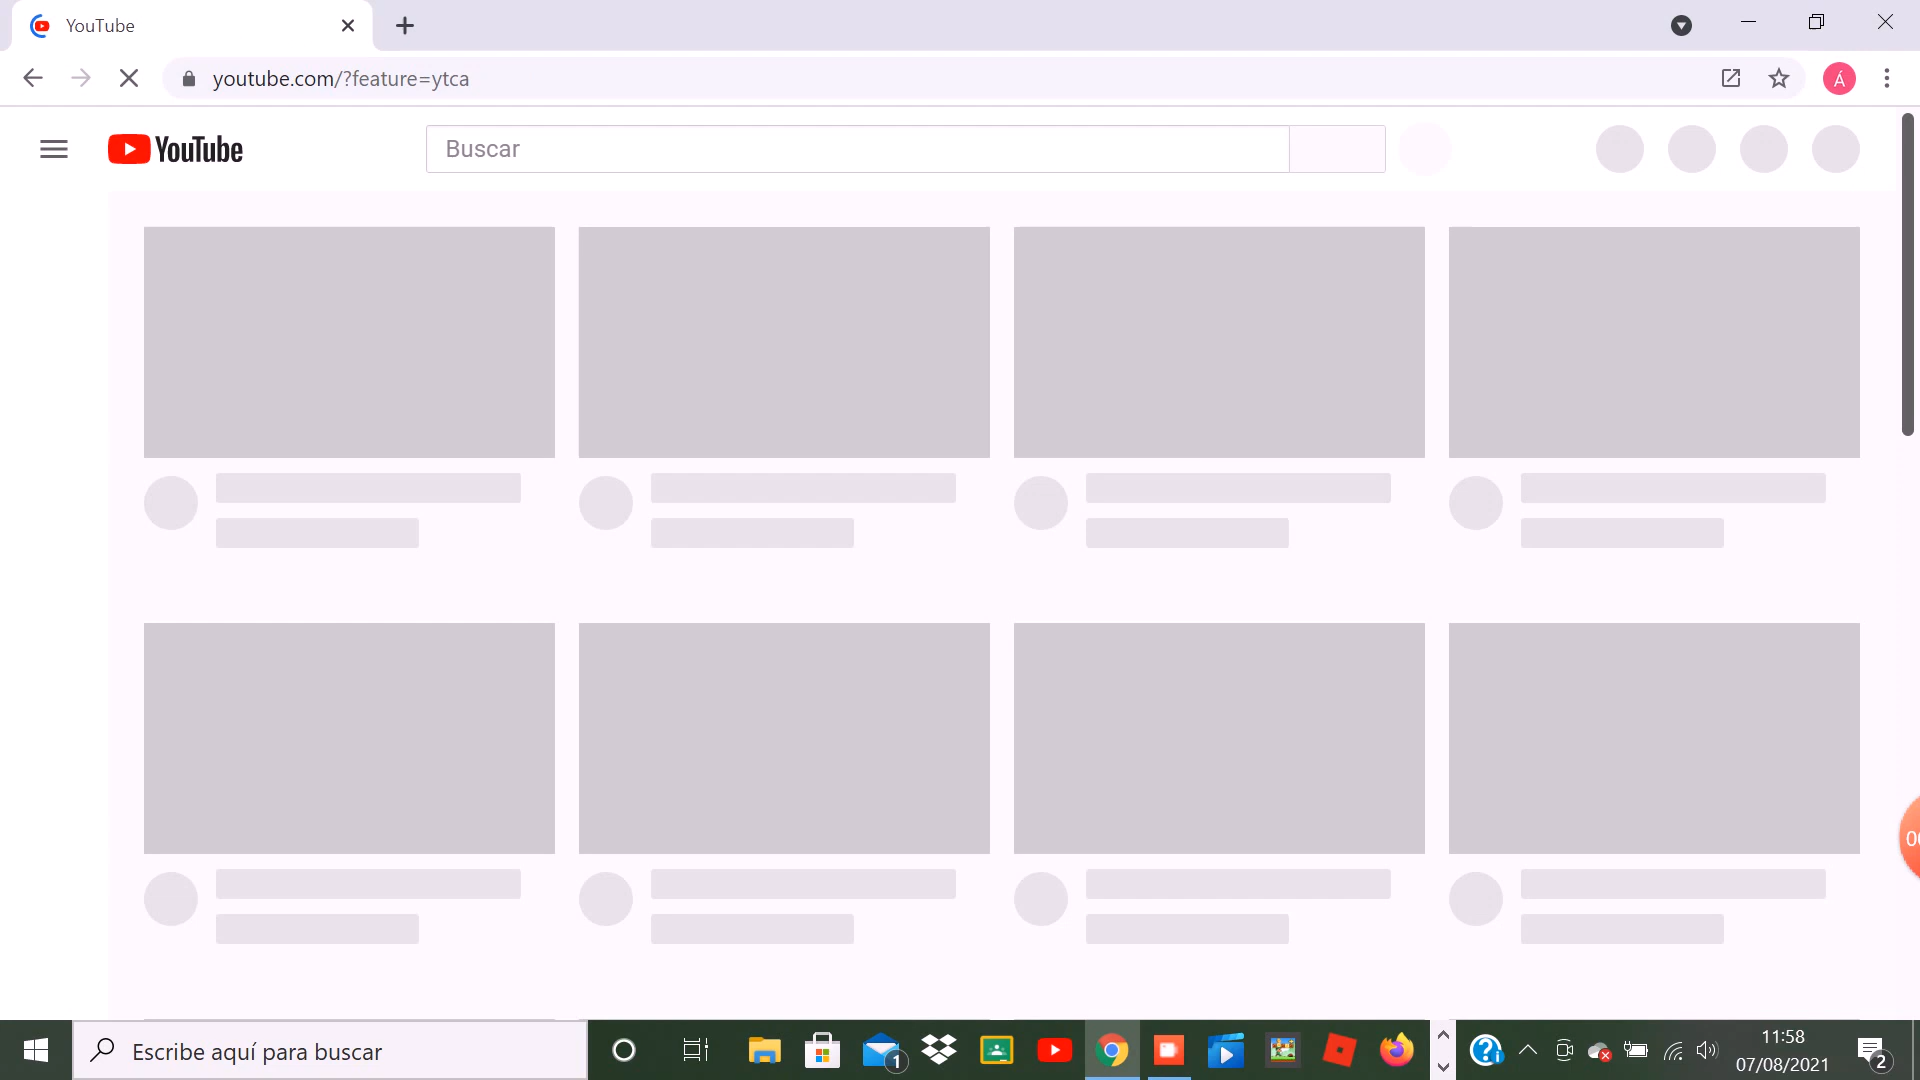 YouTube
youtube.com/?feature=ytca
Á
YouTube
Buscar
Escribe aquí para buscar
1
11:58
07/08/2021
2